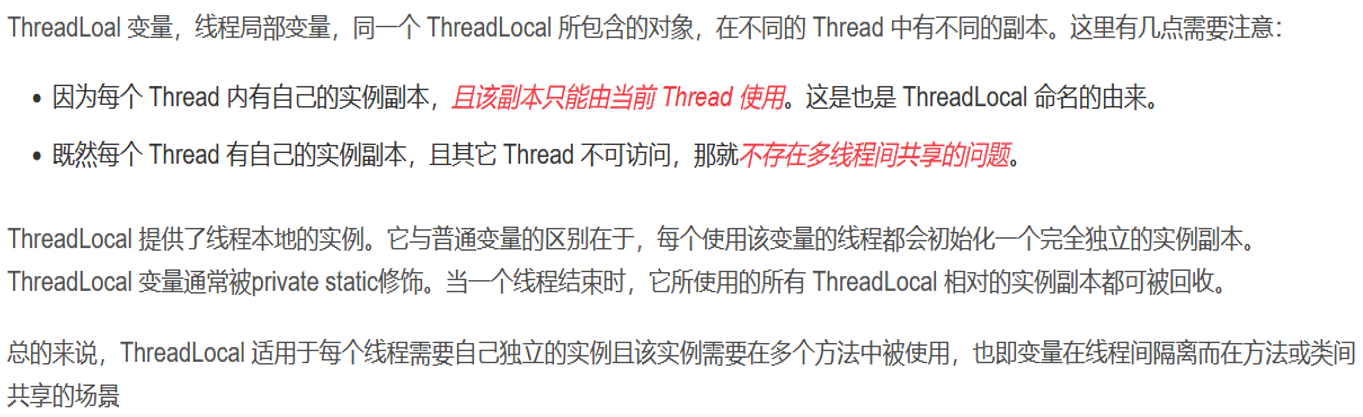 ThreadLoal 变量，线程局部变量，同一个 ThreadLocal 所包含的对象，在不同的 Thread 中有不同的副本。这里有几点需要注意：
• 因为每个 Thread 内有自己的实例副本，且该副本只能由当前 Thread 使用。这是也是 ThreadLocal 命名的由来。
• 既然每个 Thread 有自己的实例副本，且其它 Thread 不可访问，那就不存在多线程间共享的问题。
ThreadLocal 提供了线程本地的实例。它与普通变量的区别在于，每个使用该变量的线程都会初始化一个完全独立的实例副本。
ThreadLocal 变量通常被private static修饰。当一个线程结束时，它所使用的所有 ThreadLocal 相对的实例副本都可被回收。
总的来说，ThreadLocal 适用于每个线程需要自己独立的实例且该实例需要在多个方法中被使用，也即变量在线程间隔离而在方法或类间
共享的场景